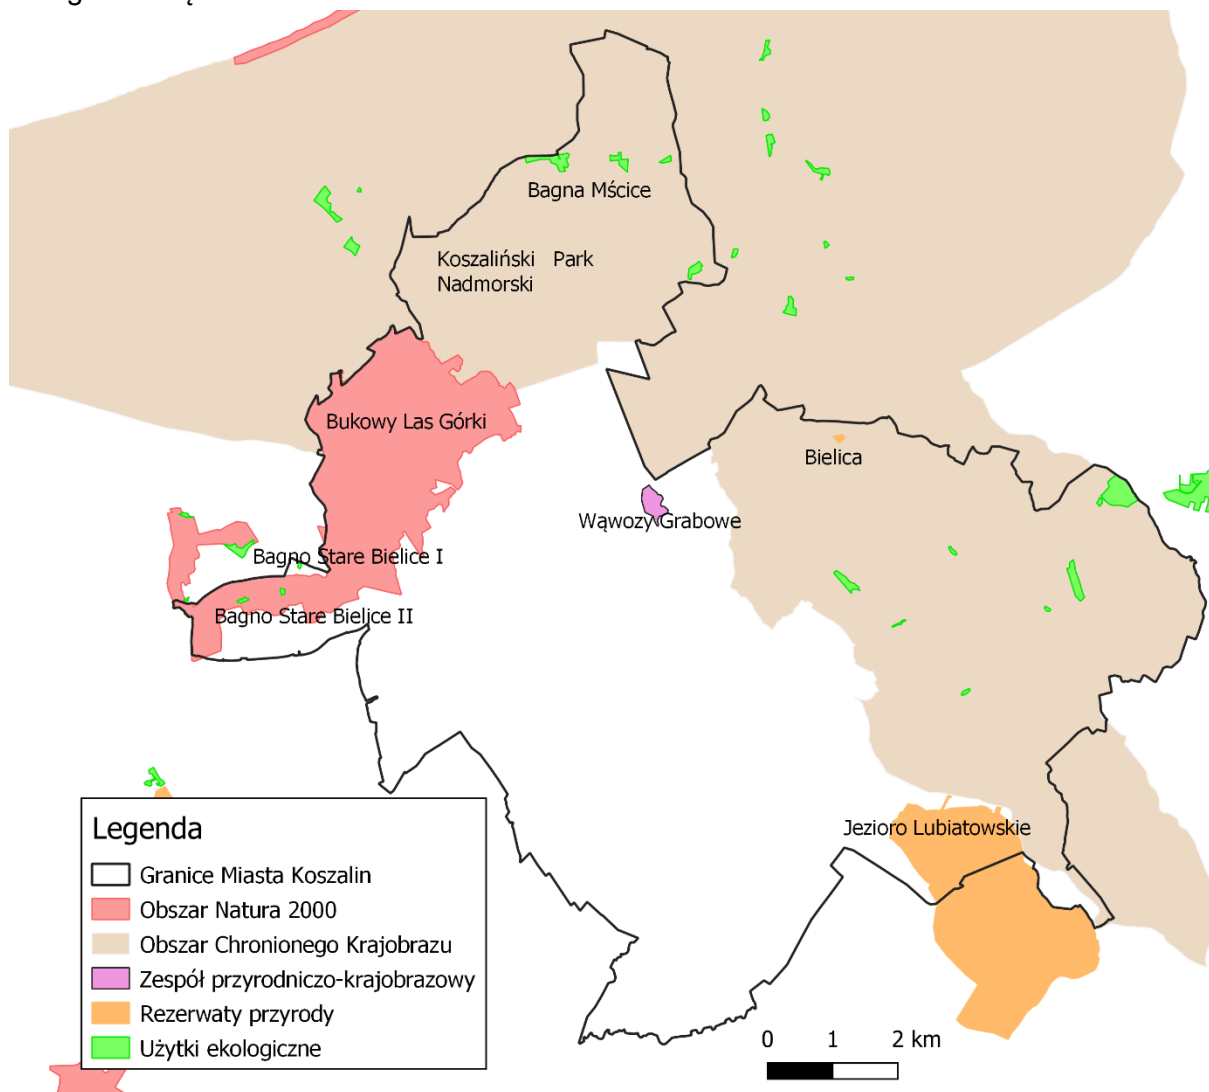 Bagna Mścice
Koszaliński Park
Nadmorski
Bukowy Las Górki
Bielica
Wąwozy Grabowe
Bagno Stare Bielice I
Bagno Stare Bielice II
Jezioro Lubiatowskie
Legenda
Granice Miasta Koszalin
Obszar Natura 2000
Obszar Chronionego Krajobrazu
Zespół przyrodniczo-krajobrazowy
Rezerwaty przyrody
Użytki ekologiczne
0 1 2 km